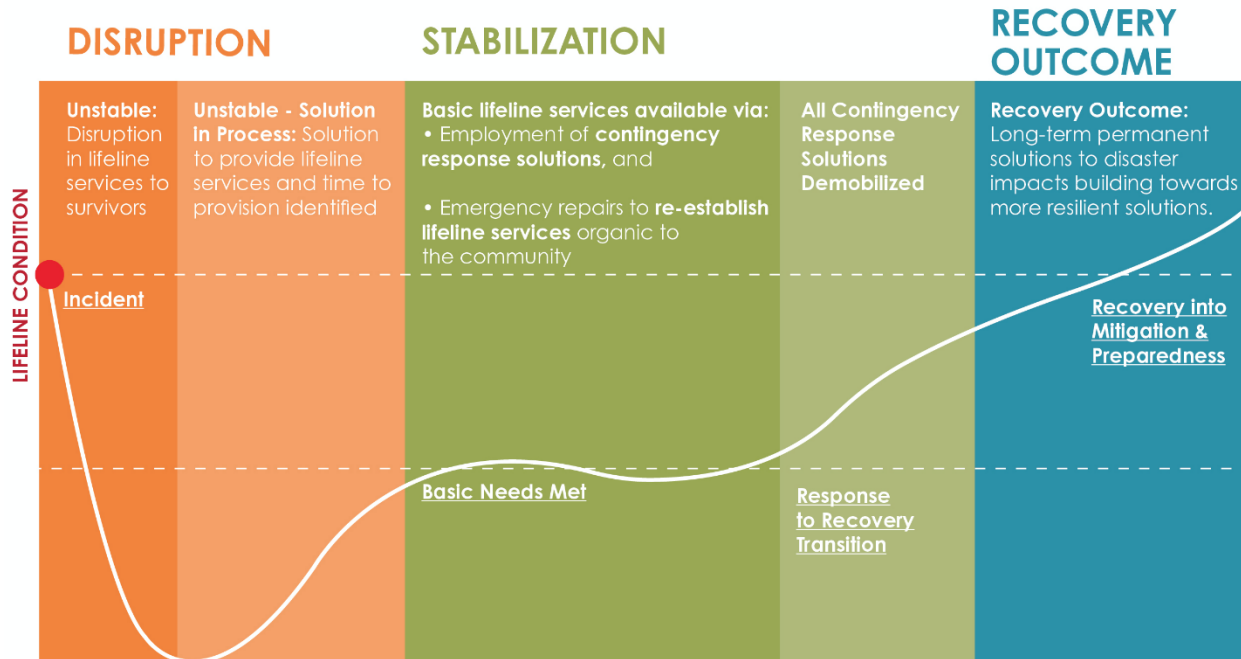 DISRUPTION
STABILIZATION
RECOVERY
OUTCOME
Unstable:
Disruption
in lifeline
services to
survivors
Unstable - Solution
in Process: Solution
to provide lifeline
services and time to
provision identified
Basic lifeline services available via:
• Employment of contingency
response solutions, and
• Emergency repairs to re-establish
lifeline services organic to
the community
All Contingency
Response
Solutions
Demobilized
Recovery Outcome:
Long-term permanent
solutions to disaster
impacts building towards
more resilient solutions.
LIFELINE CONDITION
Incident
Basic Needs Met
Response
to Recovery
Transition
Recovery into
Mitigation &
Preparedness